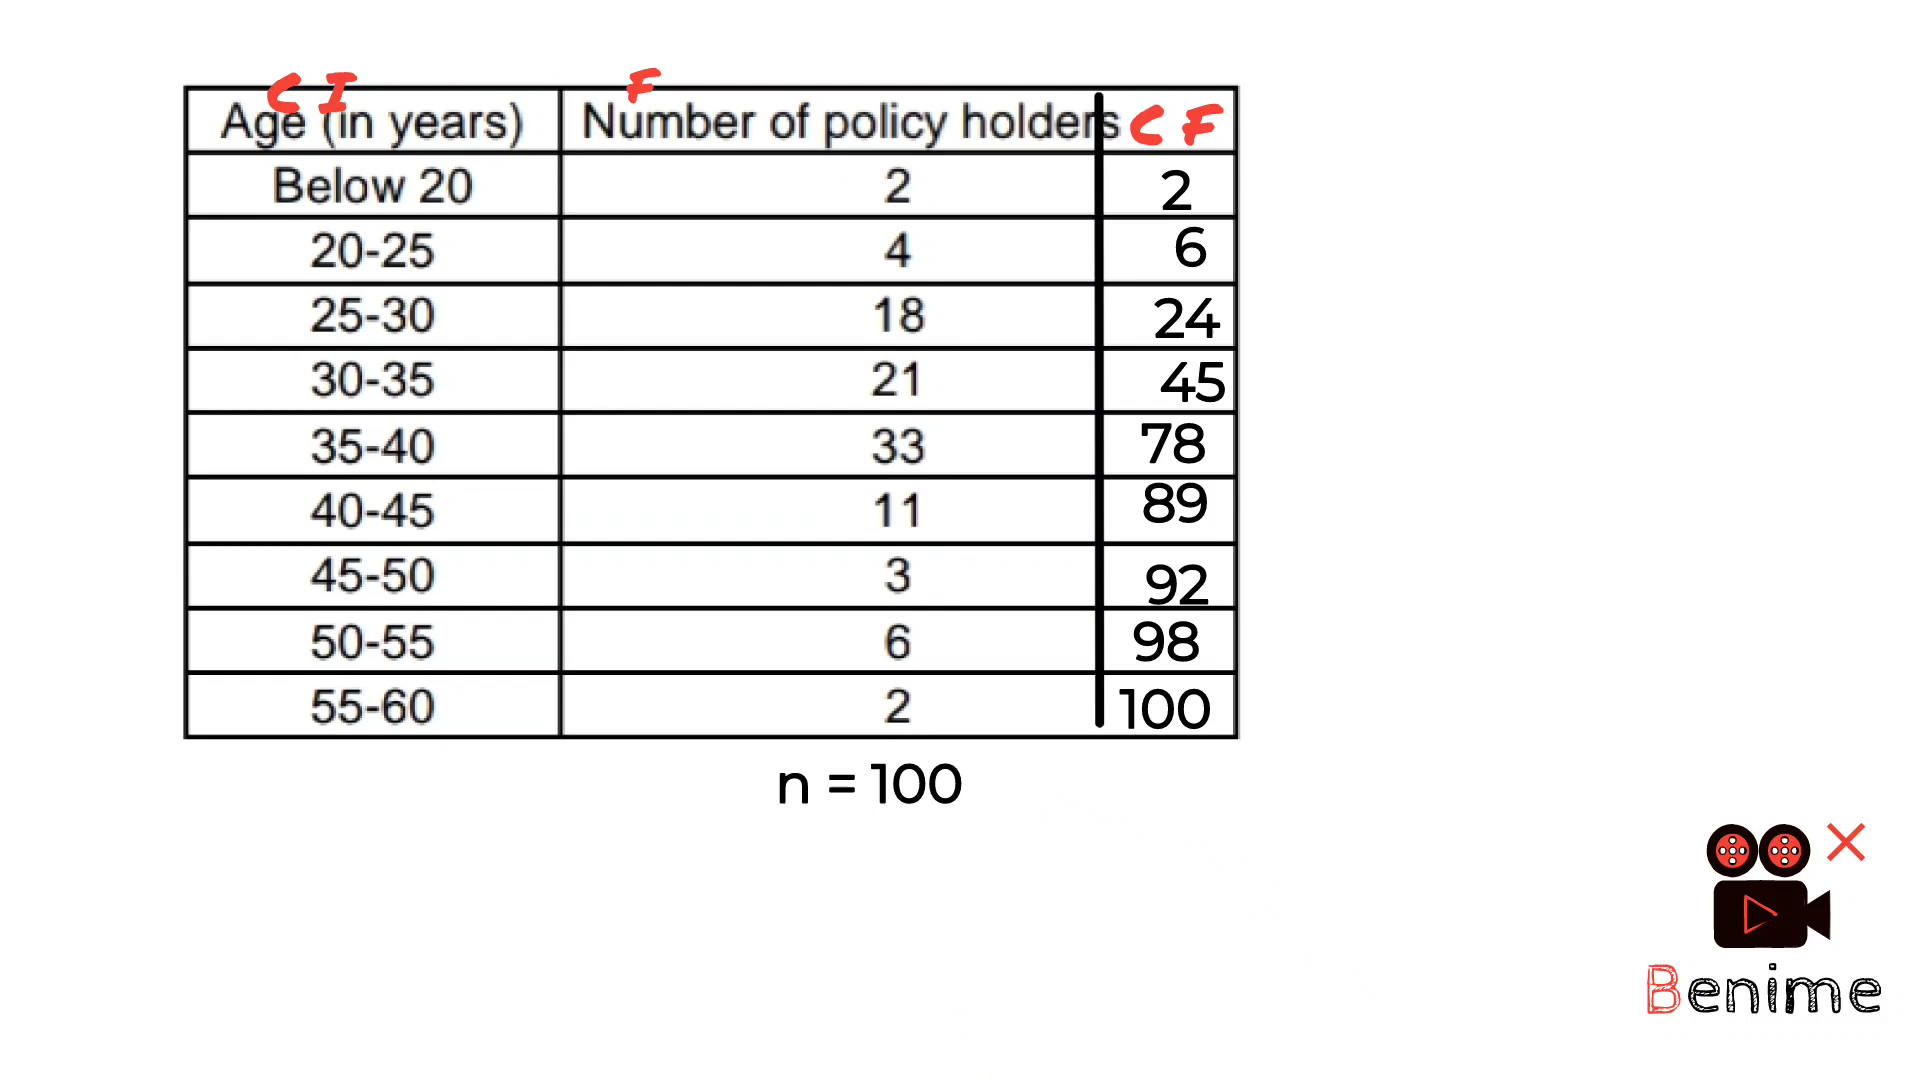 C I F
Age (in years) Number of policy holders C F
Below 20 2 2
20-25 4 6
25-30 18 24
30-35 21 45
35-40 33 78
40-45 11 89
45-50 3 92
50-55 6 98
55-60 2 100
n = 100
Benime